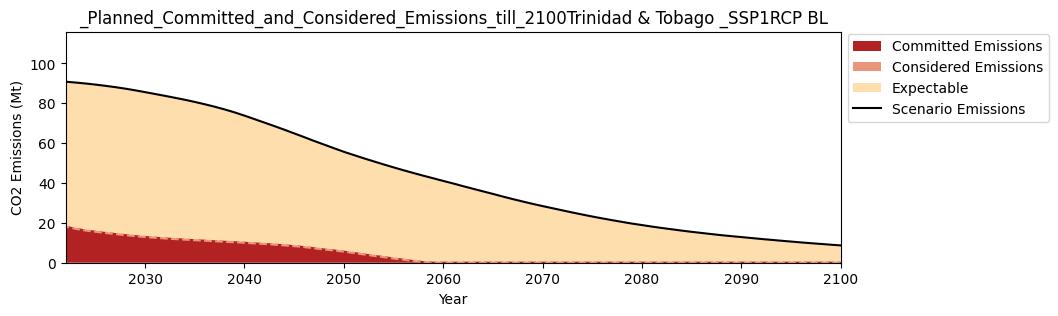 _Planned_Committed_and_Considered_Emissions_till_2100Trinidad & Tobago _SSP1RCP BL
Committed Emissions
Considered Emissions
Expectable
Scenario Emissions
CO2 Emissions (Mt)
100
80
60
40
20
0
2030 2040 2050 2060 2070 2080 2090 2100
Year